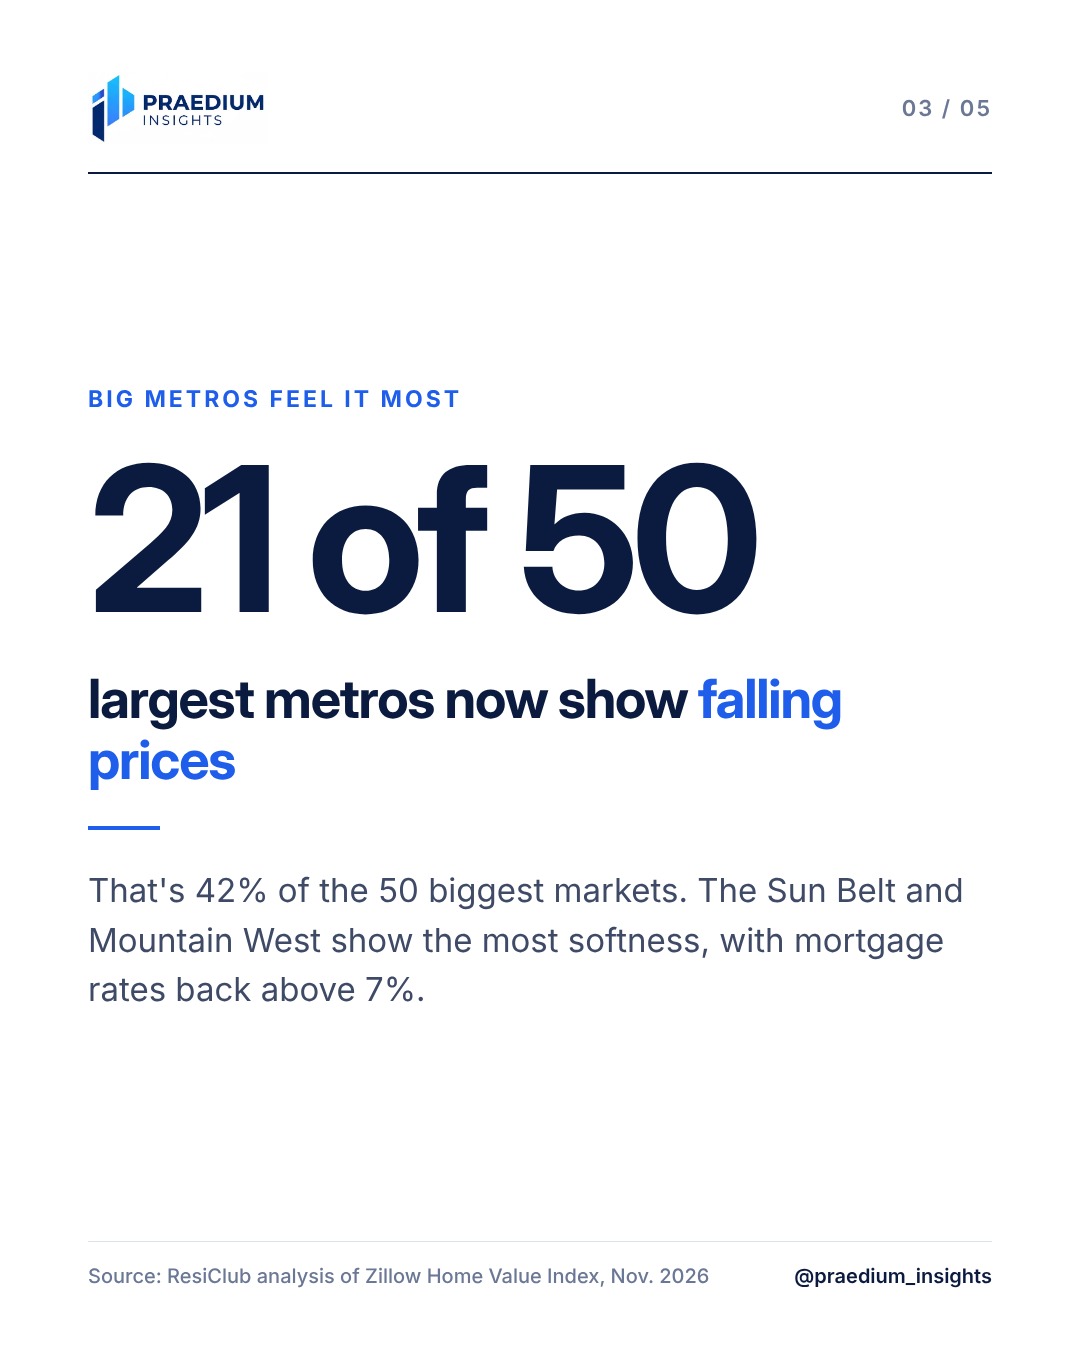 PRAEDIUM
INSIGHTS
03 / 05
BIG METROS FEEL IT MOST
21 of 50
largest metros now show falling
prices
That's 42% of the 50 biggest markets. The Sun Belt and
Mountain West show the most softness, with mortgage
rates back above 7%.
Source: ResiClub analysis of Zillow Home Value Index, Nov. 2026
@praedium_insights